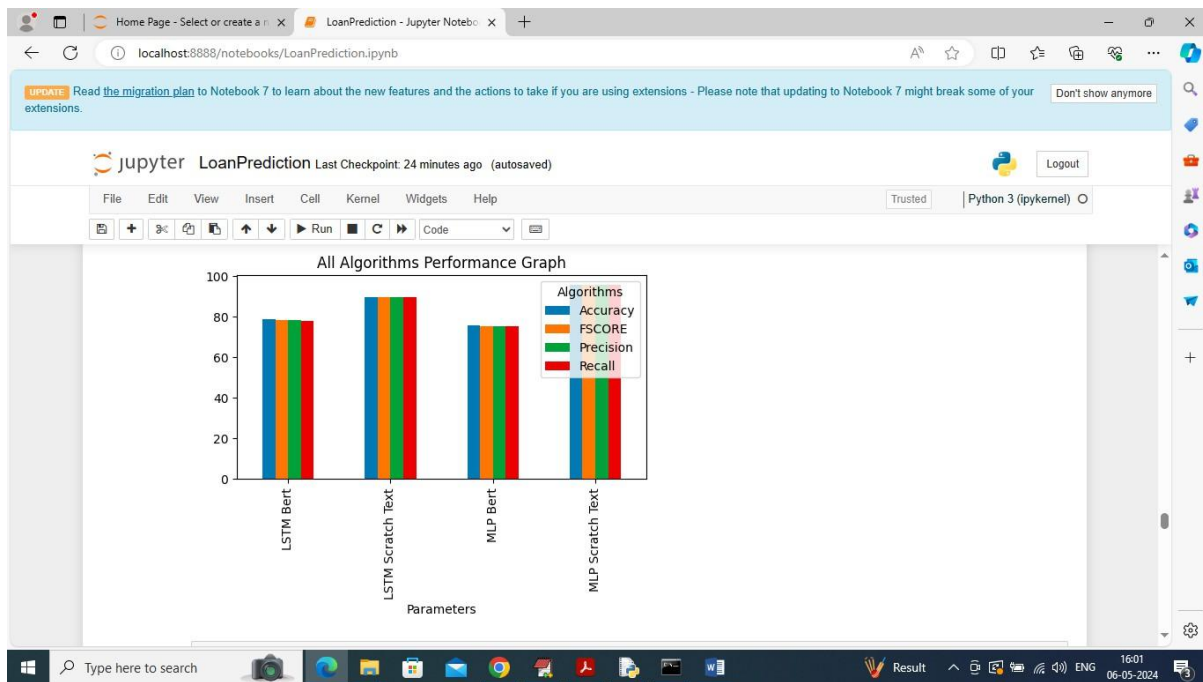 Home Page - Select or create a n
LoanPrediction - Jupyter Notebo
localhost:8888/notebooks/LoanPrediction.ipynb
UPDATE Read the migration plan to Notebook 7 to learn about the new features and the actions to take if you are using extensions - Please note that updating to Notebook 7 might break some of your
extensions.
Don't show anymore
jupyter LoanPrediction Last Checkpoint: 24 minutes ago (autosaved)
Logout
File Edit View Insert Cell Kernel Widgets Help
Trusted
Python 3 (ipykernel)
Run
Code
All Algorithms Performance Graph
100
80
60
40
20
0
Algorithms
Accuracy
FSCORE
Precision
Recall
LSTM Bert
LSTM Scratch Text
MLP Bert
MLP Scratch Text
Parameters
Type here to search
Result
ENG
16:01
06-05-2024
3